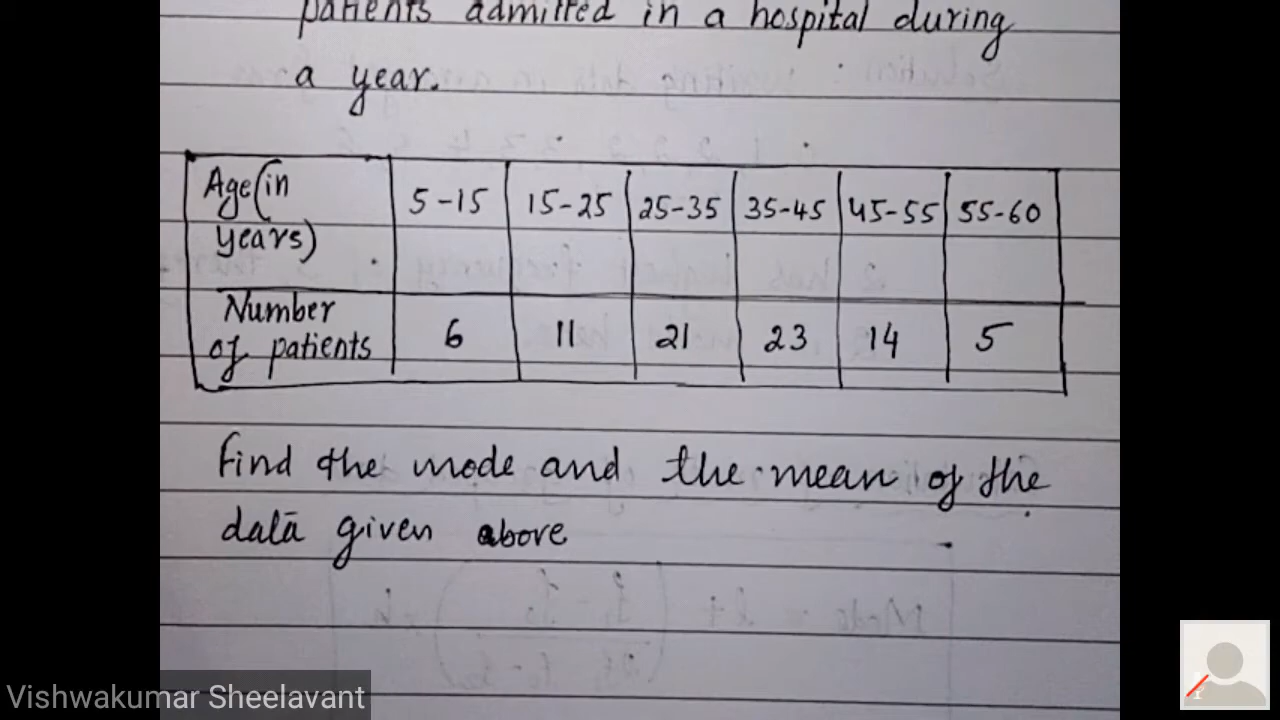 patients admitted in a hospital during
a year.
Age(in years) 5-15 15-25 25-35 35-45 45-55 55-60
Number of patients 6 11 21 23 14 5
Find the mode and the mean of the
data given above
Vishwakumar Sheelavant